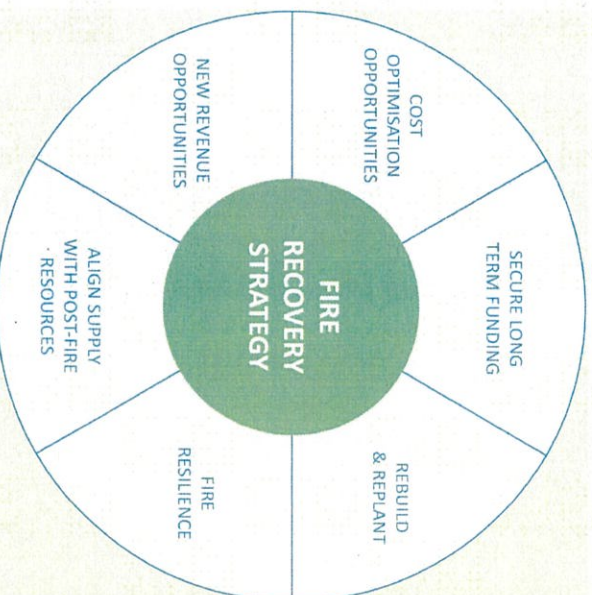 SECURE LONG
TERM FUNDING
COST
OPTIMISATION
OPPORTUNITIES
REBUILD
& REPLANT
FIRE
RECOVERY
STRATEGY
NEW REVENUE
OPPORTUNITIES
FIRE
RESILIENCE
ALIGN SUPPLY
WITH POST-FIRE
RESOURCES